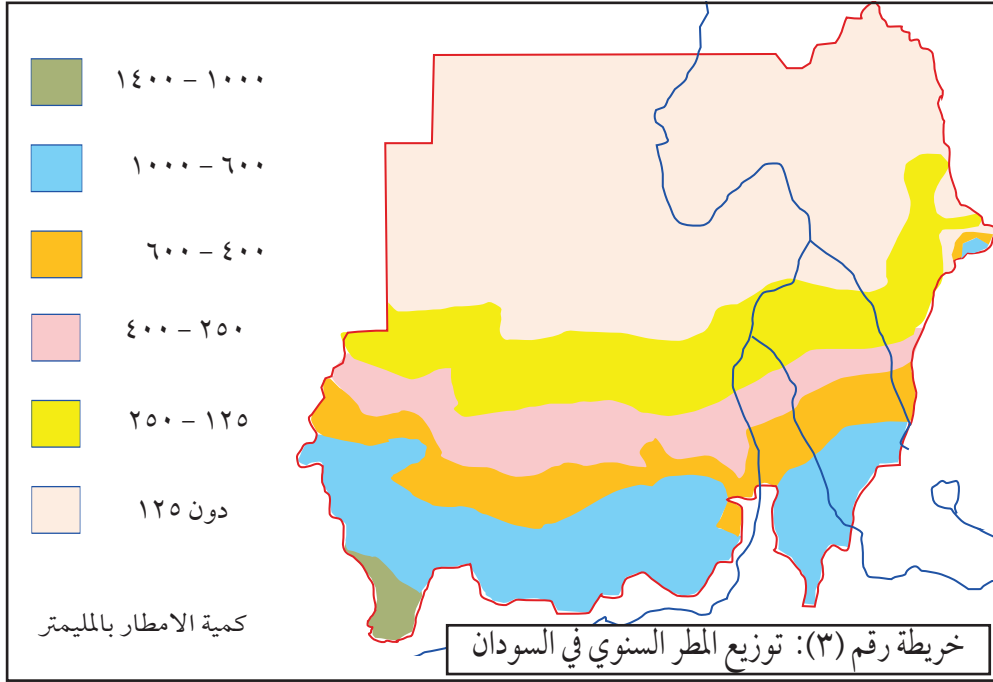 ١٠٠٠ – ١٤٠٠
٦٠٠ – ١٠٠٠
٤٠٠ – ٦٠٠
٢٥٠ – ٤٠٠
١٢٥ – ٢٥٠
دون ١٢٥
كمية الامطار بالمليمتر
خريطة رقم (٣): توزيع المطر السنوي في السودان